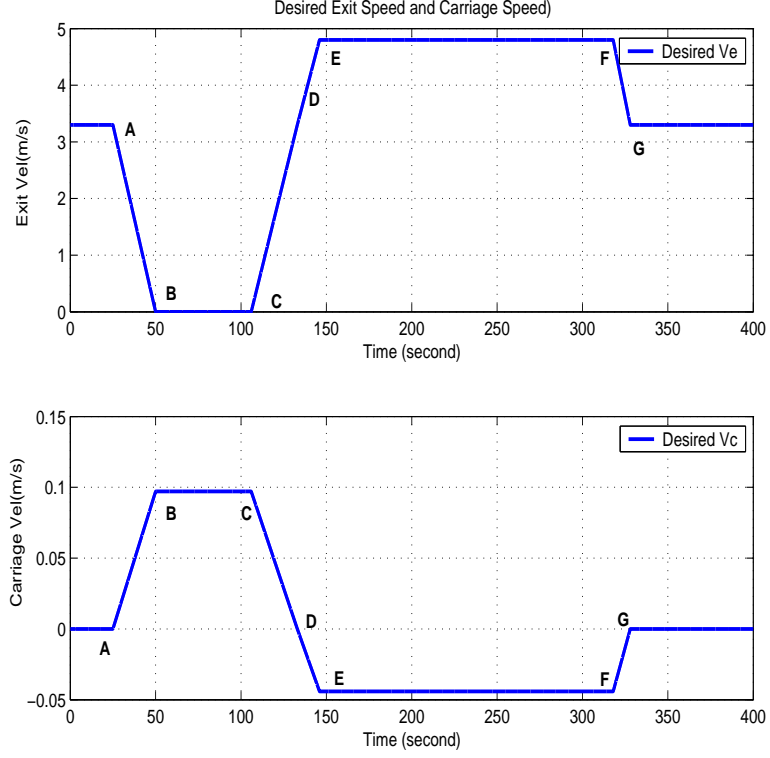 Desired Exit Speed and Carriage Speed)
5
4
3
2
1
0
Exit Vel(m/s)
Desired Ve
A
B
C
D
E
F
G
0 50 100 150 200 250 300 350 400
Time (second)
0.15
0.1
0.05
0
−0.05
Carriage Vel(m/s)
Desired Vc
A
B
C
D
E
F
G
0 50 100 150 200 250 300 350 400
Time (second)